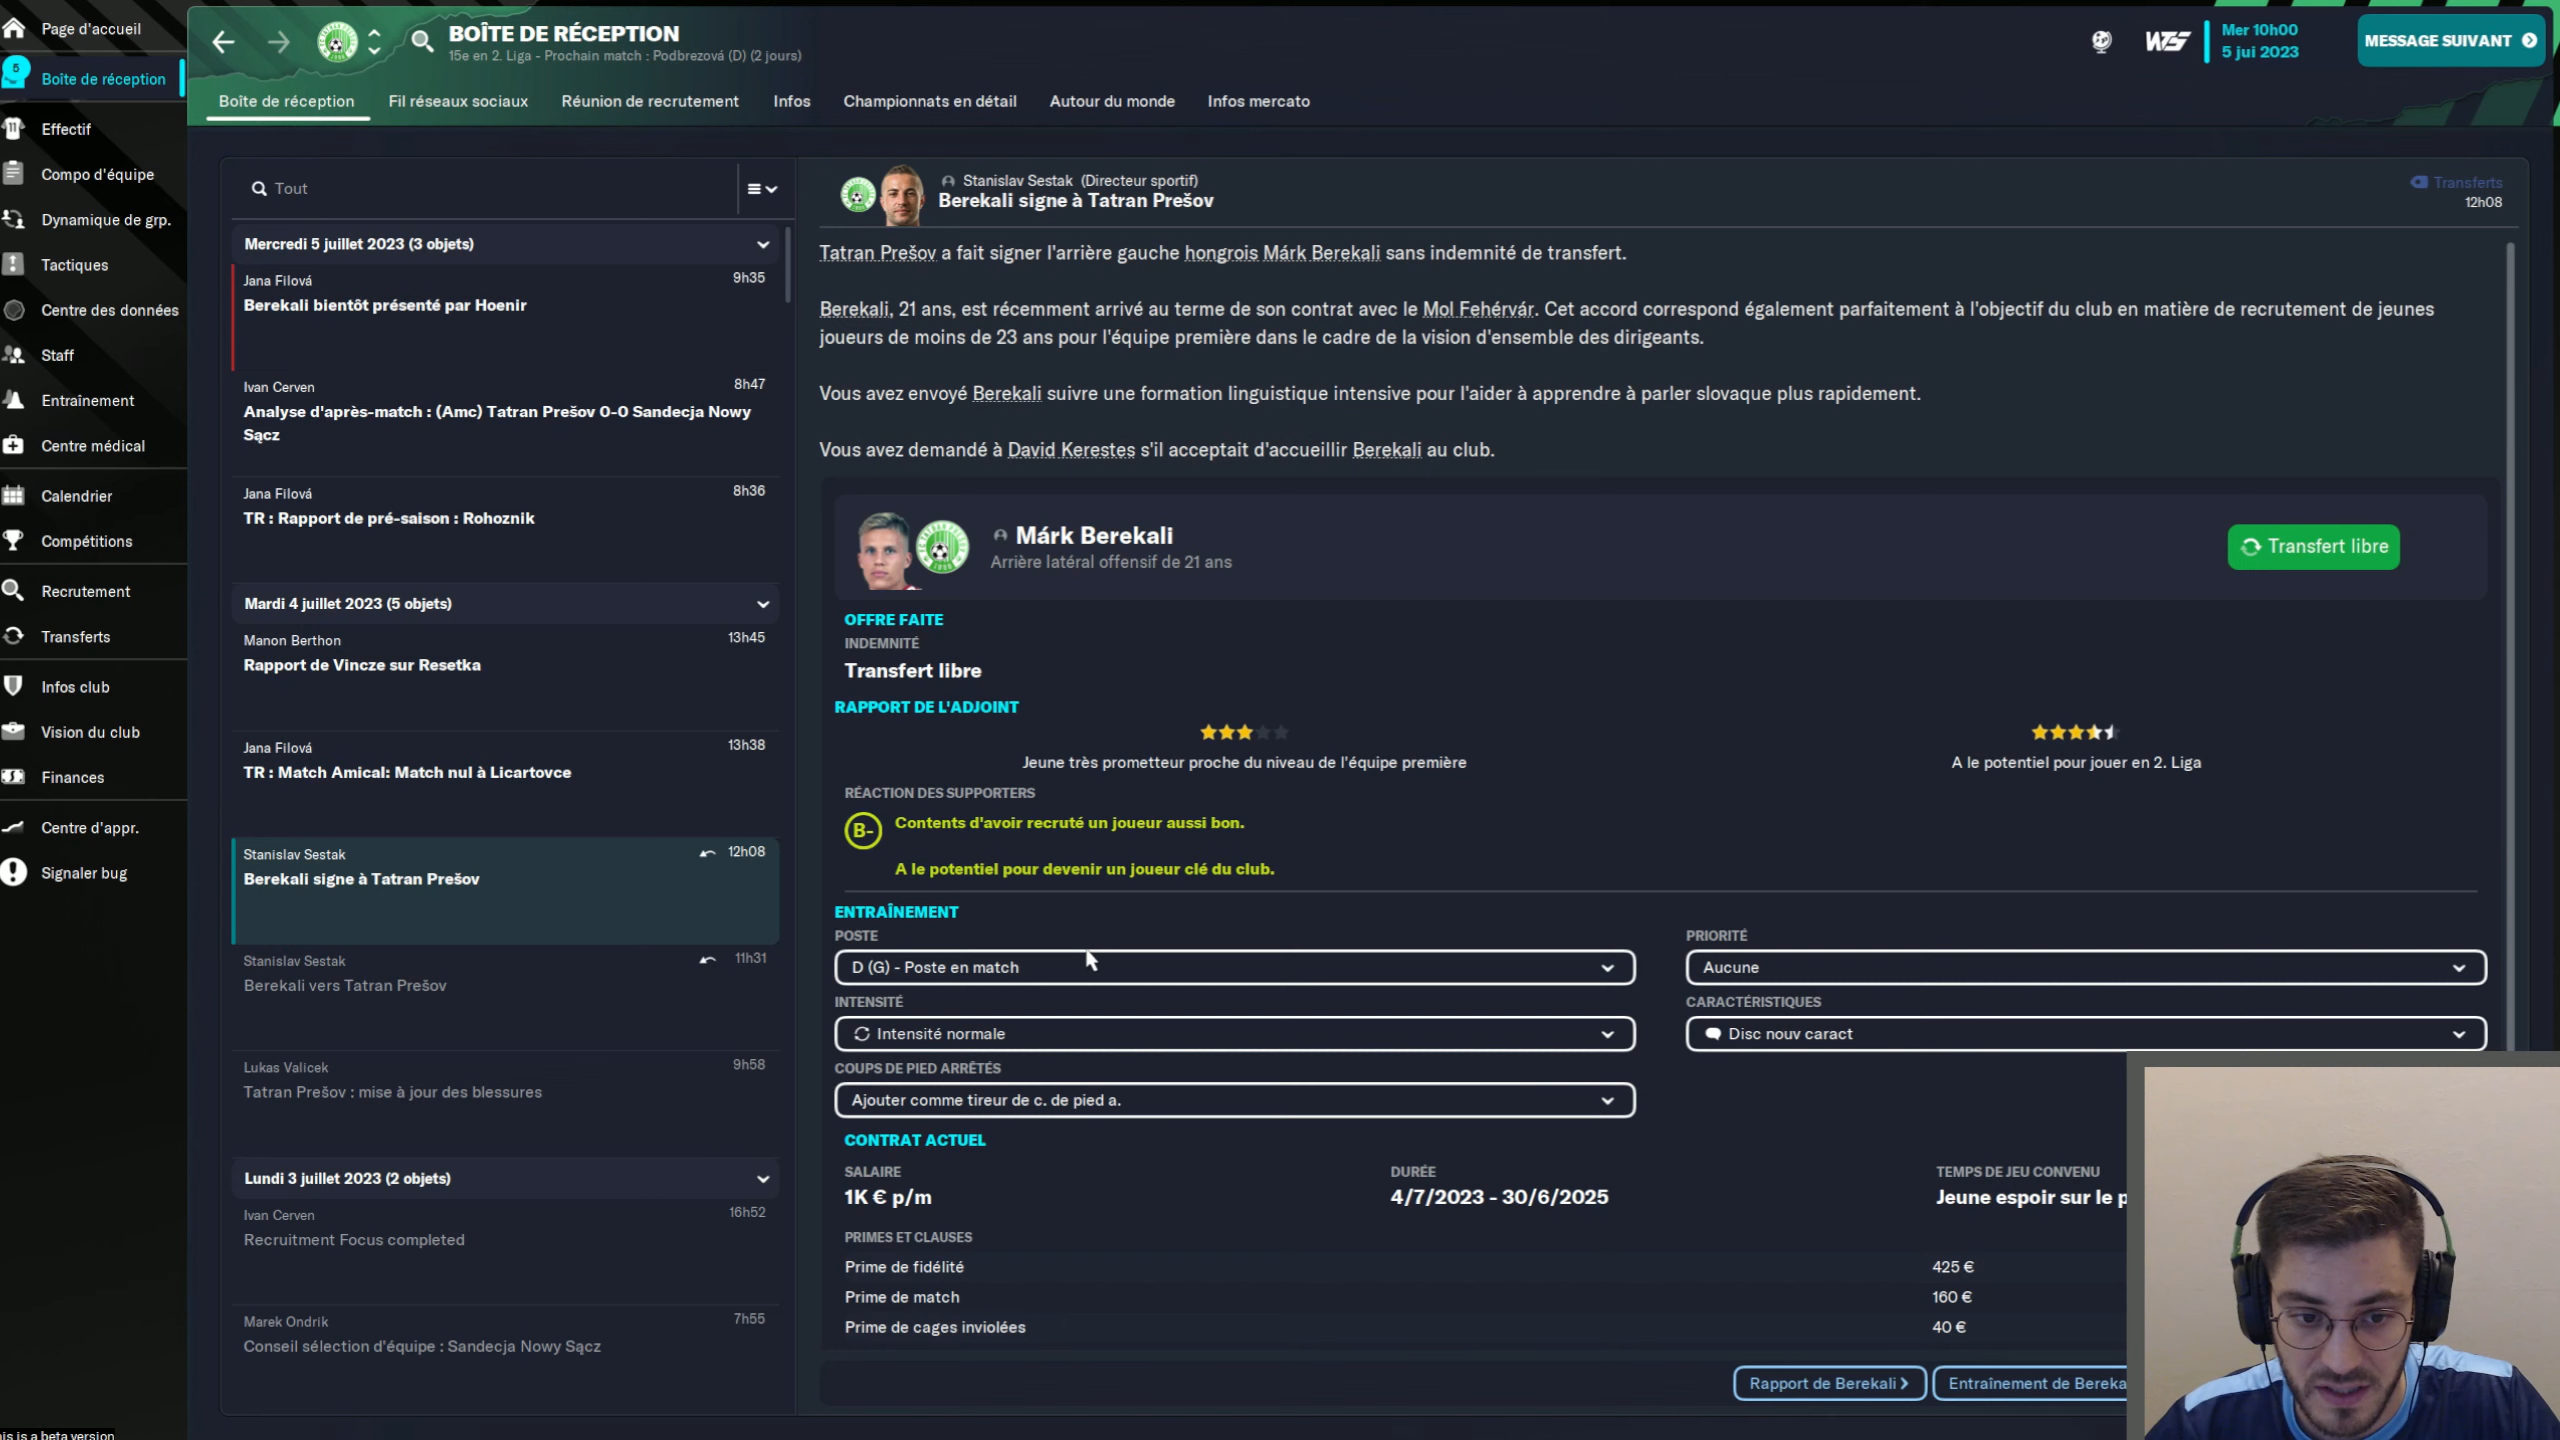 Page d'accueil
5
Boîte de réception
Effectif
Compo d'équipe
Dynamique de grp.
Tactiques
Centre des données
Staff
Entraînement
Centre médical
Calendrier
Compétitions
Recrutement
Transferts
Infos club
Vision du club
Finances
Centre d'appr.
Signaler bug
is is a beta version
BOÎTE DE RÉCEPTION
15e en 2. Liga - Prochain match : Podbrezová (D) (2 jours)
Mer 10h00
5 jui 2023
MESSAGE SUIVANT
Boîte de réception
Fil réseaux sociaux
Réunion de recrutement
Infos
Championnats en détail
Autour du monde
Infos mercato
Tout
Mercredi 5 juillet 2023 (3 objets)
Jana Filová 9h35
Berekali bientôt présenté par Hoenir
Ivan Cerven 8h47
Analyse d'après-match : (Amc) Tatran Prešov 0-0 Sandecja Nowy
Sącz
Jana Filová 8h36
TR : Rapport de pré-saison : Rohoznik
Mardi 4 juillet 2023 (5 objets)
Manon Berthon 13h45
Rapport de Vincze sur Resetka
Jana Filová 13h38
TR : Match Amical: Match nul à Licartovce
Stanislav Sestak 12h08
Berekali signe à Tatran Prešov
Stanislav Sestak 11h31
Berekali vers Tatran Prešov
Lukas Valicek 9h58
Tatran Prešov : mise à jour des blessures
Lundi 3 juillet 2023 (2 objets)
Ivan Cerven 16h52
Recruitment Focus completed
Marek Ondrik 7h55
Conseil sélection d'équipe : Sandecja Nowy Sącz
Stanislav Sestak (Directeur sportif)
Berekali signe à Tatran Prešov
Transferts
12h08
Tatran Prešov a fait signer l'arrière gauche hongrois Márk Berekali sans indemnité de transfert.
Berekali, 21 ans, est récemment arrivé au terme de son contrat avec le Mol Fehérvár. Cet accord correspond également parfaitement à l'objectif du club en matière de recrutement de jeunes
joueurs de moins de 23 ans pour l'équipe première dans le cadre de la vision d'ensemble des dirigeants.
Vous avez envoyé Berekali suivre une formation linguistique intensive pour l'aider à apprendre à parler slovaque plus rapidement.
Vous avez demandé à David Kerestes s'il acceptait d'accueillir Berekali au club.
Márk Berekali
Arrière latéral offensif de 21 ans
Transfert libre
OFFRE FAITE
INDEMNITÉ
Transfert libre
RAPPORT DE L'ADJOINT
Jeune très prometteur proche du niveau de l'équipe première
A le potentiel pour jouer en 2. Liga
RÉACTION DES SUPPORTERS
B-
Contents d'avoir recruté un joueur aussi bon.
A le potentiel pour devenir un joueur clé du club.
ENTRAÎNEMENT
POSTE
D (G) - Poste en match
PRIORITÉ
Aucune
INTENSITÉ
Intensité normale
CARACTÉRISTIQUES
Disc nouv caract
COUPS DE PIED ARRÊTÉS
Ajouter comme tireur de c. de pied a.
CONTRAT ACTUEL
SALAIRE
1K € p/m
DURÉE
4/7/2023 - 30/6/2025
TEMPS DE JEU CONVENU
Jeune espoir sur le p
PRIMES ET CLAUSES
Prime de fidélité 425 €
Prime de match 160 €
Prime de cages inviolées 40 €
Rapport de Berekali
Entraînement de Bereka